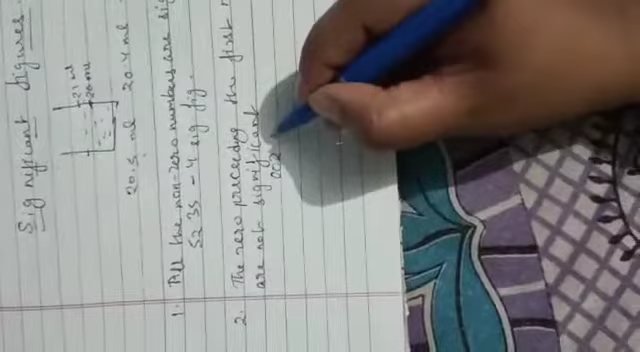 Significant figures.
21 ml
20 ml
20.5 ml 20.4 ml
1. All the non-zero numbers are sig
5235 - 4 sig fig.
2. The zero preceeding the first n
are not significant
002